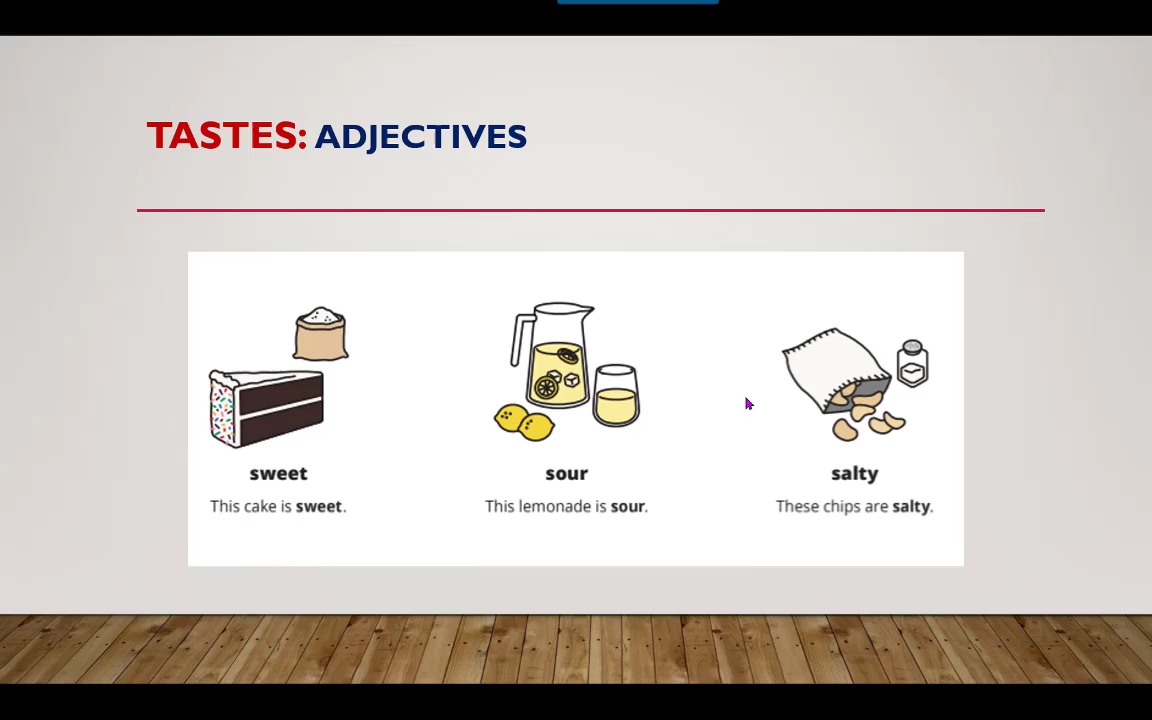 TASTES: ADJECTIVES
sweet
This cake is sweet.
sour
This lemonade is sour.
salty
These chips are salty.